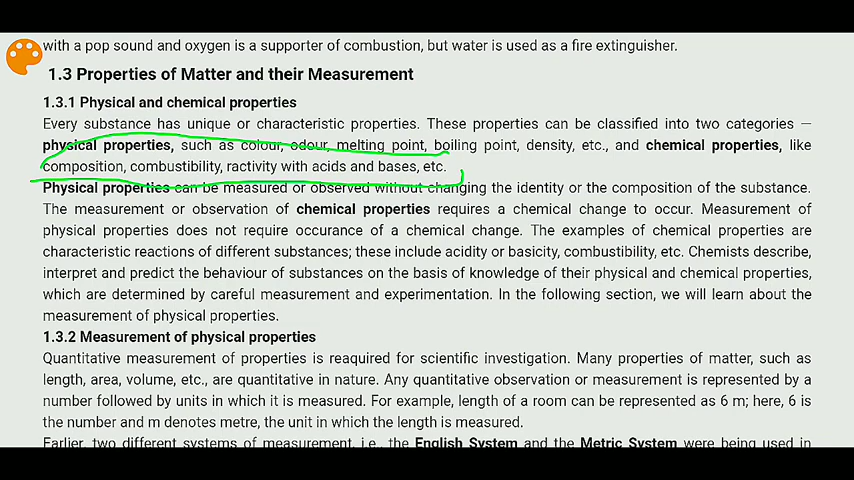 with a pop sound and oxygen is a supporter of combustion, but water is used as a fire extinguisher.
1.3 Properties of Matter and their Measurement
1.3.1 Physical and chemical properties
Every substance has unique or characteristic properties. These properties can be classified into two categories —
physical properties, such as colour, odour, melting point, boiling point, density, etc., and chemical properties, like
composition, combustibility, ractivity with acids and bases, etc.
Physical properties can be measured or observed without changing the identity or the composition of the substance.
The measurement or observation of chemical properties requires a chemical change to occur. Measurement of
physical properties does not require occurance of a chemical change. The examples of chemical properties are
characteristic reactions of different substances; these include acidity or basicity, combustibility, etc. Chemists describe,
interpret and predict the behaviour of substances on the basis of knowledge of their physical and chemical properties,
which are determined by careful measurement and experimentation. In the following section, we will learn about the
measurement of physical properties.
1.3.2 Measurement of physical properties
Quantitative measurement of properties is reaquired for scientific investigation. Many properties of matter, such as
length, area, volume, etc., are quantitative in nature. Any quantitative observation or measurement is represented by a
number followed by units in which it is measured. For example, length of a room can be represented as 6 m; here, 6 is
the number and m denotes metre, the unit in which the length is measured.
Earlier, two different systems of measurement, i.e., the English System and the Metric System were being used in